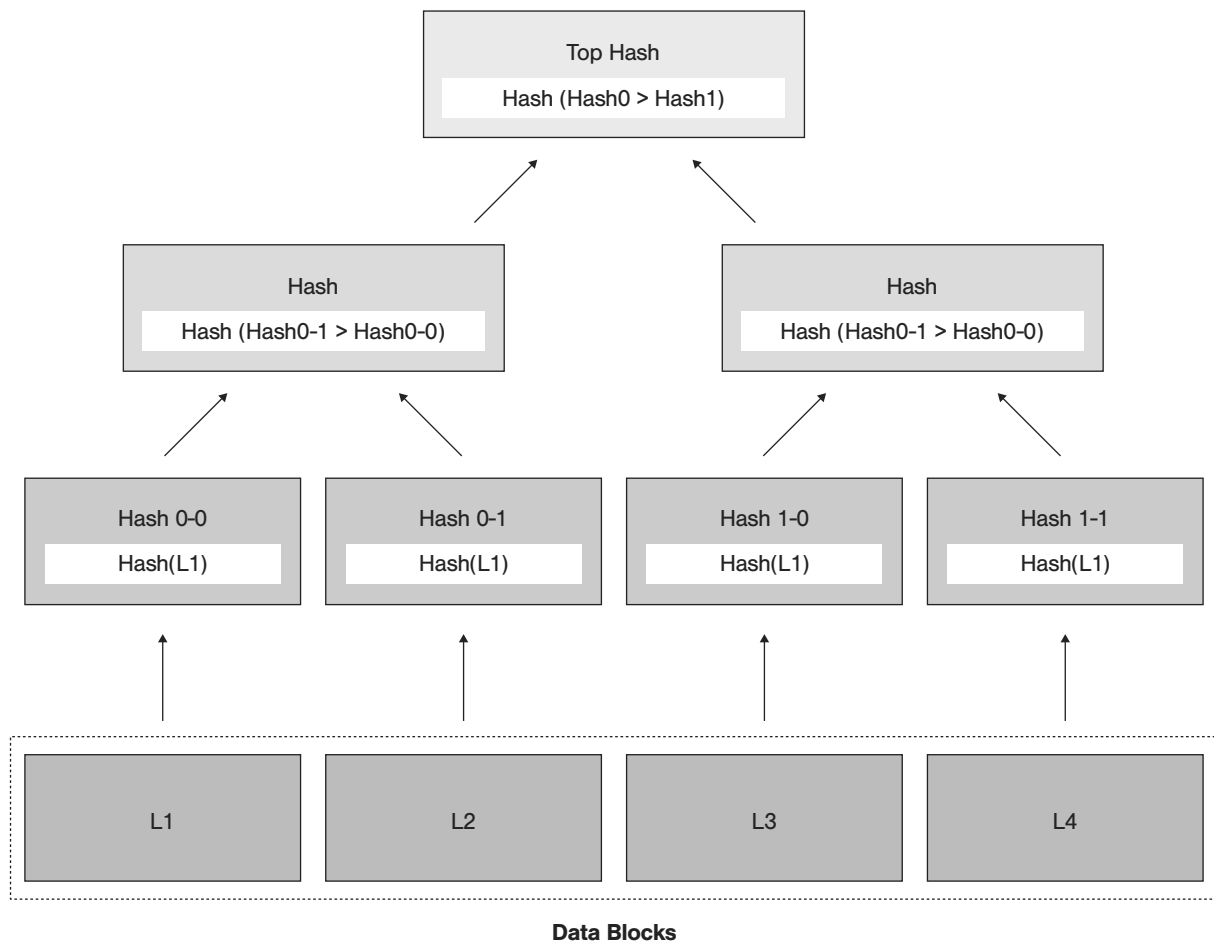 Top Hash
Hash (Hash0 > Hash1)
Hash
Hash (Hash0-1 > Hash0-0)
Hash
Hash (Hash0-1 > Hash0-0)
Hash 0-0
Hash(L1)
Hash 0-1
Hash(L1)
Hash 1-0
Hash(L1)
Hash 1-1
Hash(L1)
L1
L2
L3
L4
Data Blocks